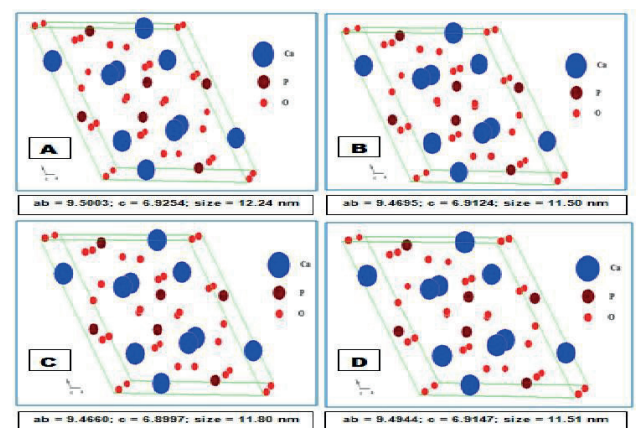 Ca
P
O
A
ab = 9.5003; c = 6.9254; size = 12.24 nm
Ca
P
O
B
ab = 9.4695; c = 6.9124; size = 11.50 nm
Ca
P
O
C
ab = 9.4660; c = 6.8997; size = 11.80 nm
Ca
P
O
D
ab = 9.4944; c = 6.9147; size = 11.51 nm